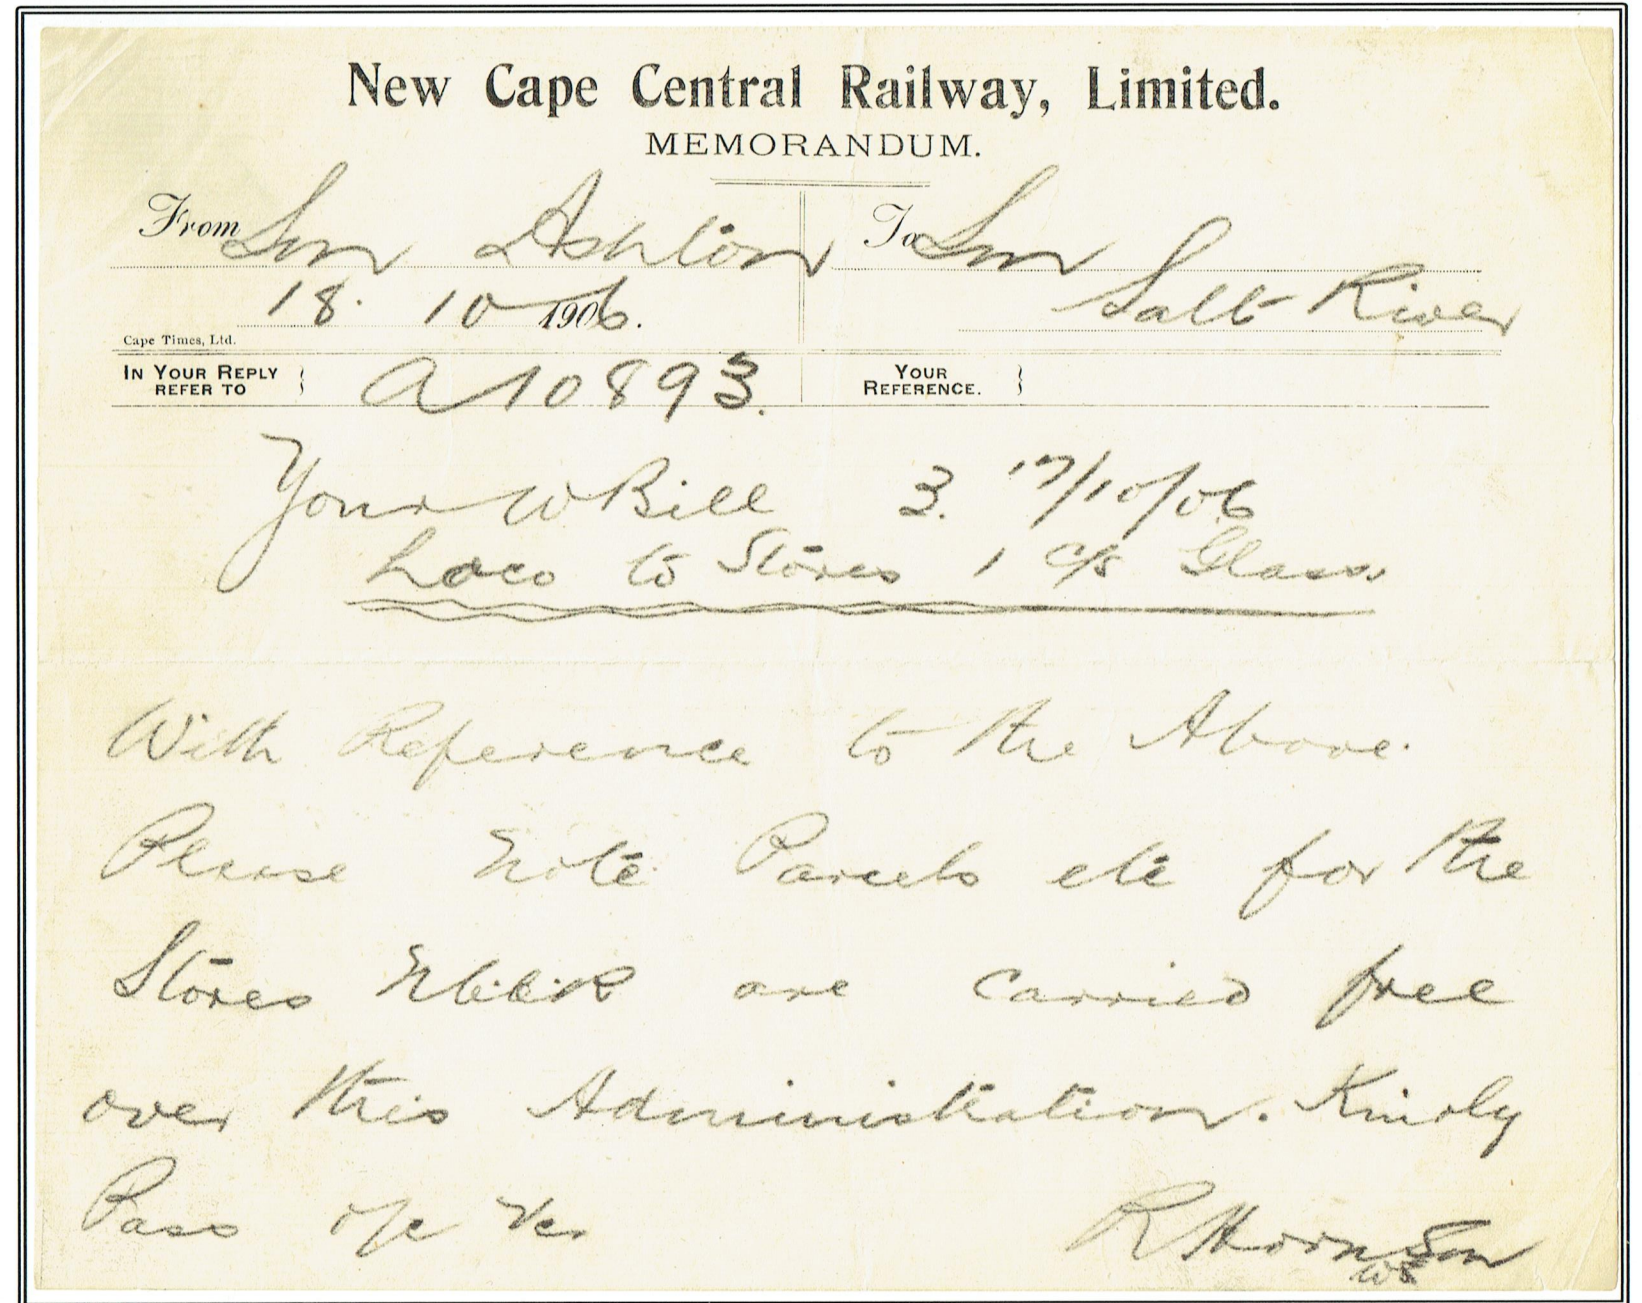 New Cape Central Railway, Limited.
MEMORANDUM.
From Sm Ashton To Sm
Salt River
18. 10 1906.
Cape Times, Ltd.
IN YOUR REPLY REFER TO } A10893. YOUR REFERENCE. }
Your W Bill 3. 17/10/06
Loco to Stores 1 c/s Glass
With Reference to the Above.
Please note Parcels etc for the
Stores are carried free
over this Administration. Kindly
Pass o/c